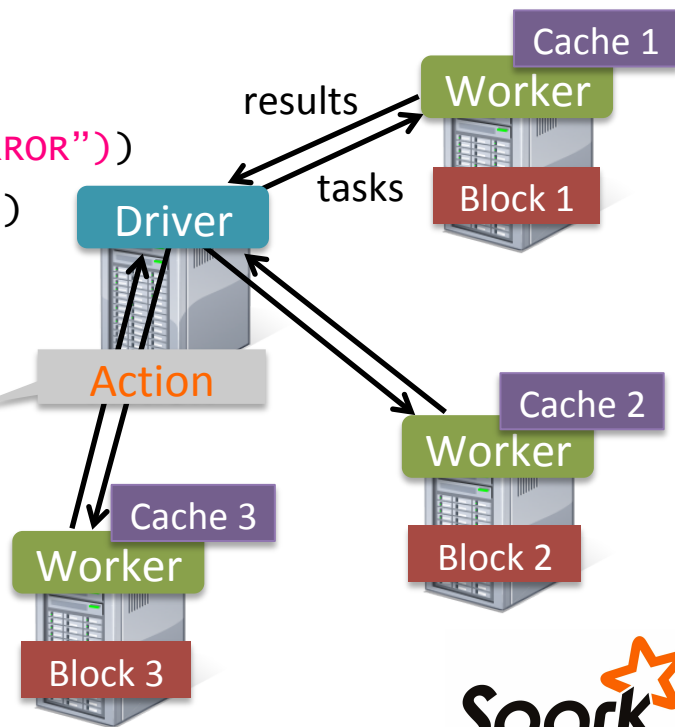 Cache 1
Worker
results
ROR”))
tasks
Block 1
)
Driver
Action
Cache 2
Worker
Cache 3
Block 2
Worker
Block 3
Spark